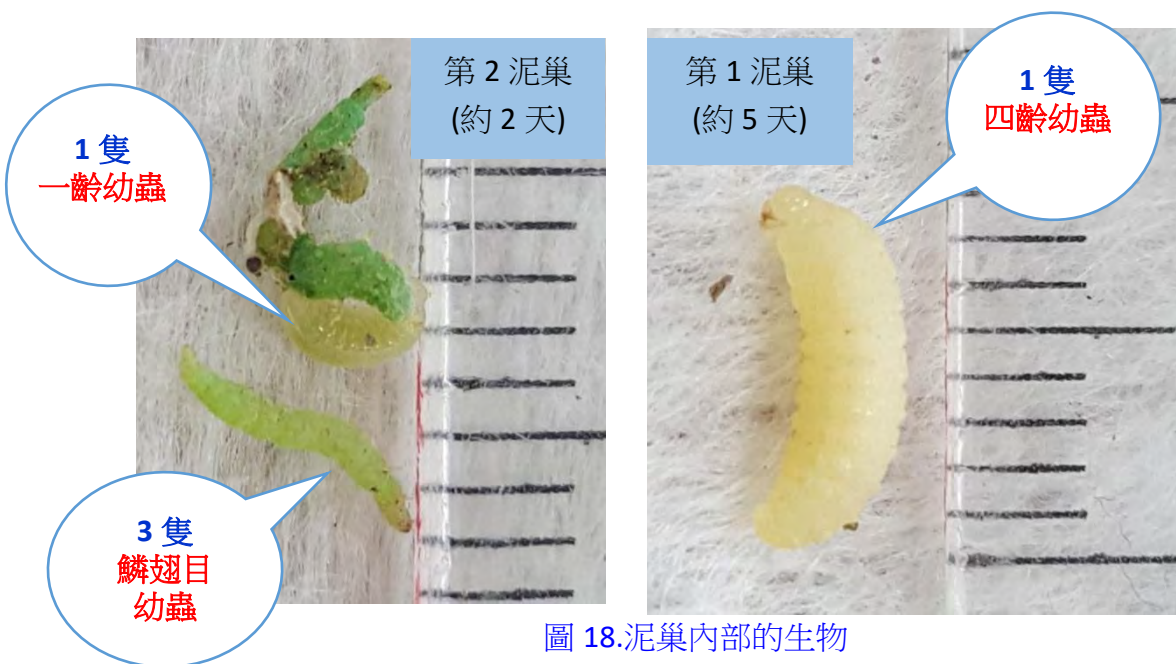 第 2 泥巢
(約 2 天)
1 隻
一齡幼蟲
3 隻
鱗翅目
幼蟲
第 1 泥巢
(約 5 天)
1 隻
四齡幼蟲
圖 18.泥巢內部的生物